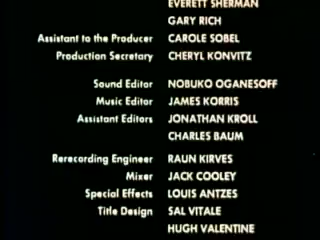 EVERETT SHERMAN
GARY RICH
Assistant to the Producer CAROLE SOBEL
Production Secretary CHERYL KONVITZ
Sound Editor NOBUKO OGANESOFF
Music Editor JAMES KORRIS
Assistant Editors JONATHAN KROLL
CHARLES BAUM
Rerecording Engineer RAUN KIRVES
Mixer JACK COOLEY
Special Effects LOUIS ANTZES
Title Design SAL VITALE
HUGH VALENTINE